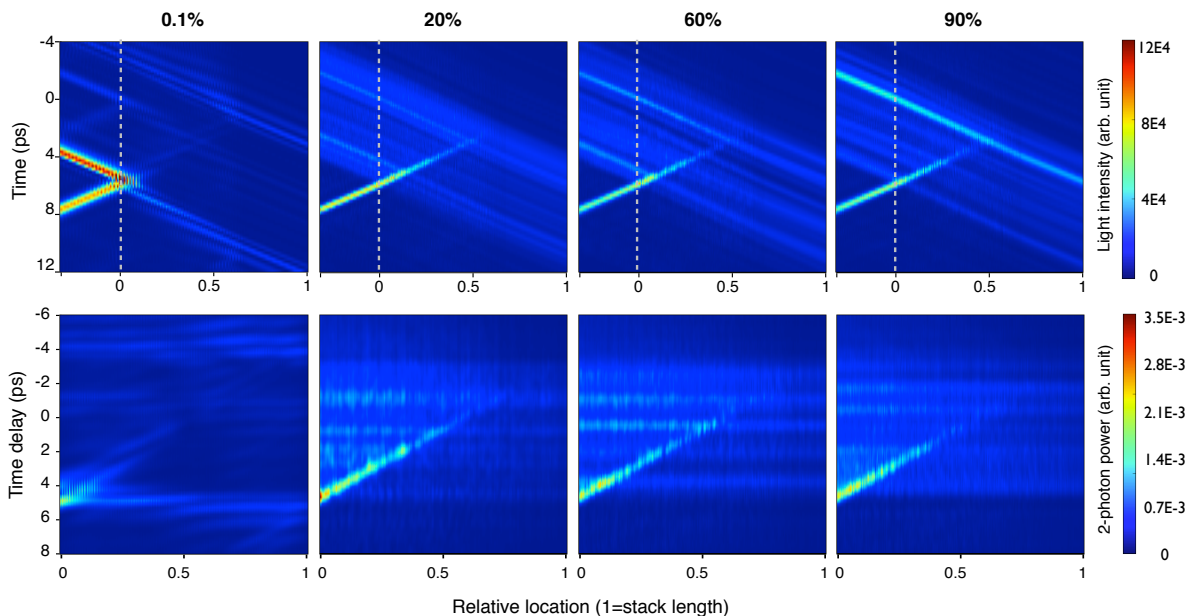 0.1% 20% 60% 90%
-4
0
4
8
12
Time (ps)
0 0.5 1 0 0.5 1 0 0.5 1 0 0.5 1
12E4
8E4
4E4
0
Light intensity (arb. unit)
-6
-4
-2
0
2
4
6
8
Time delay (ps)
0 0.5 1 0 0.5 1 0 0.5 1 0 0.5 1
3.5E-3
2.8E-3
2.1E-3
1.4E-3
0.7E-3
0
2-photon power (arb. unit)
Relative location (1=stack length)